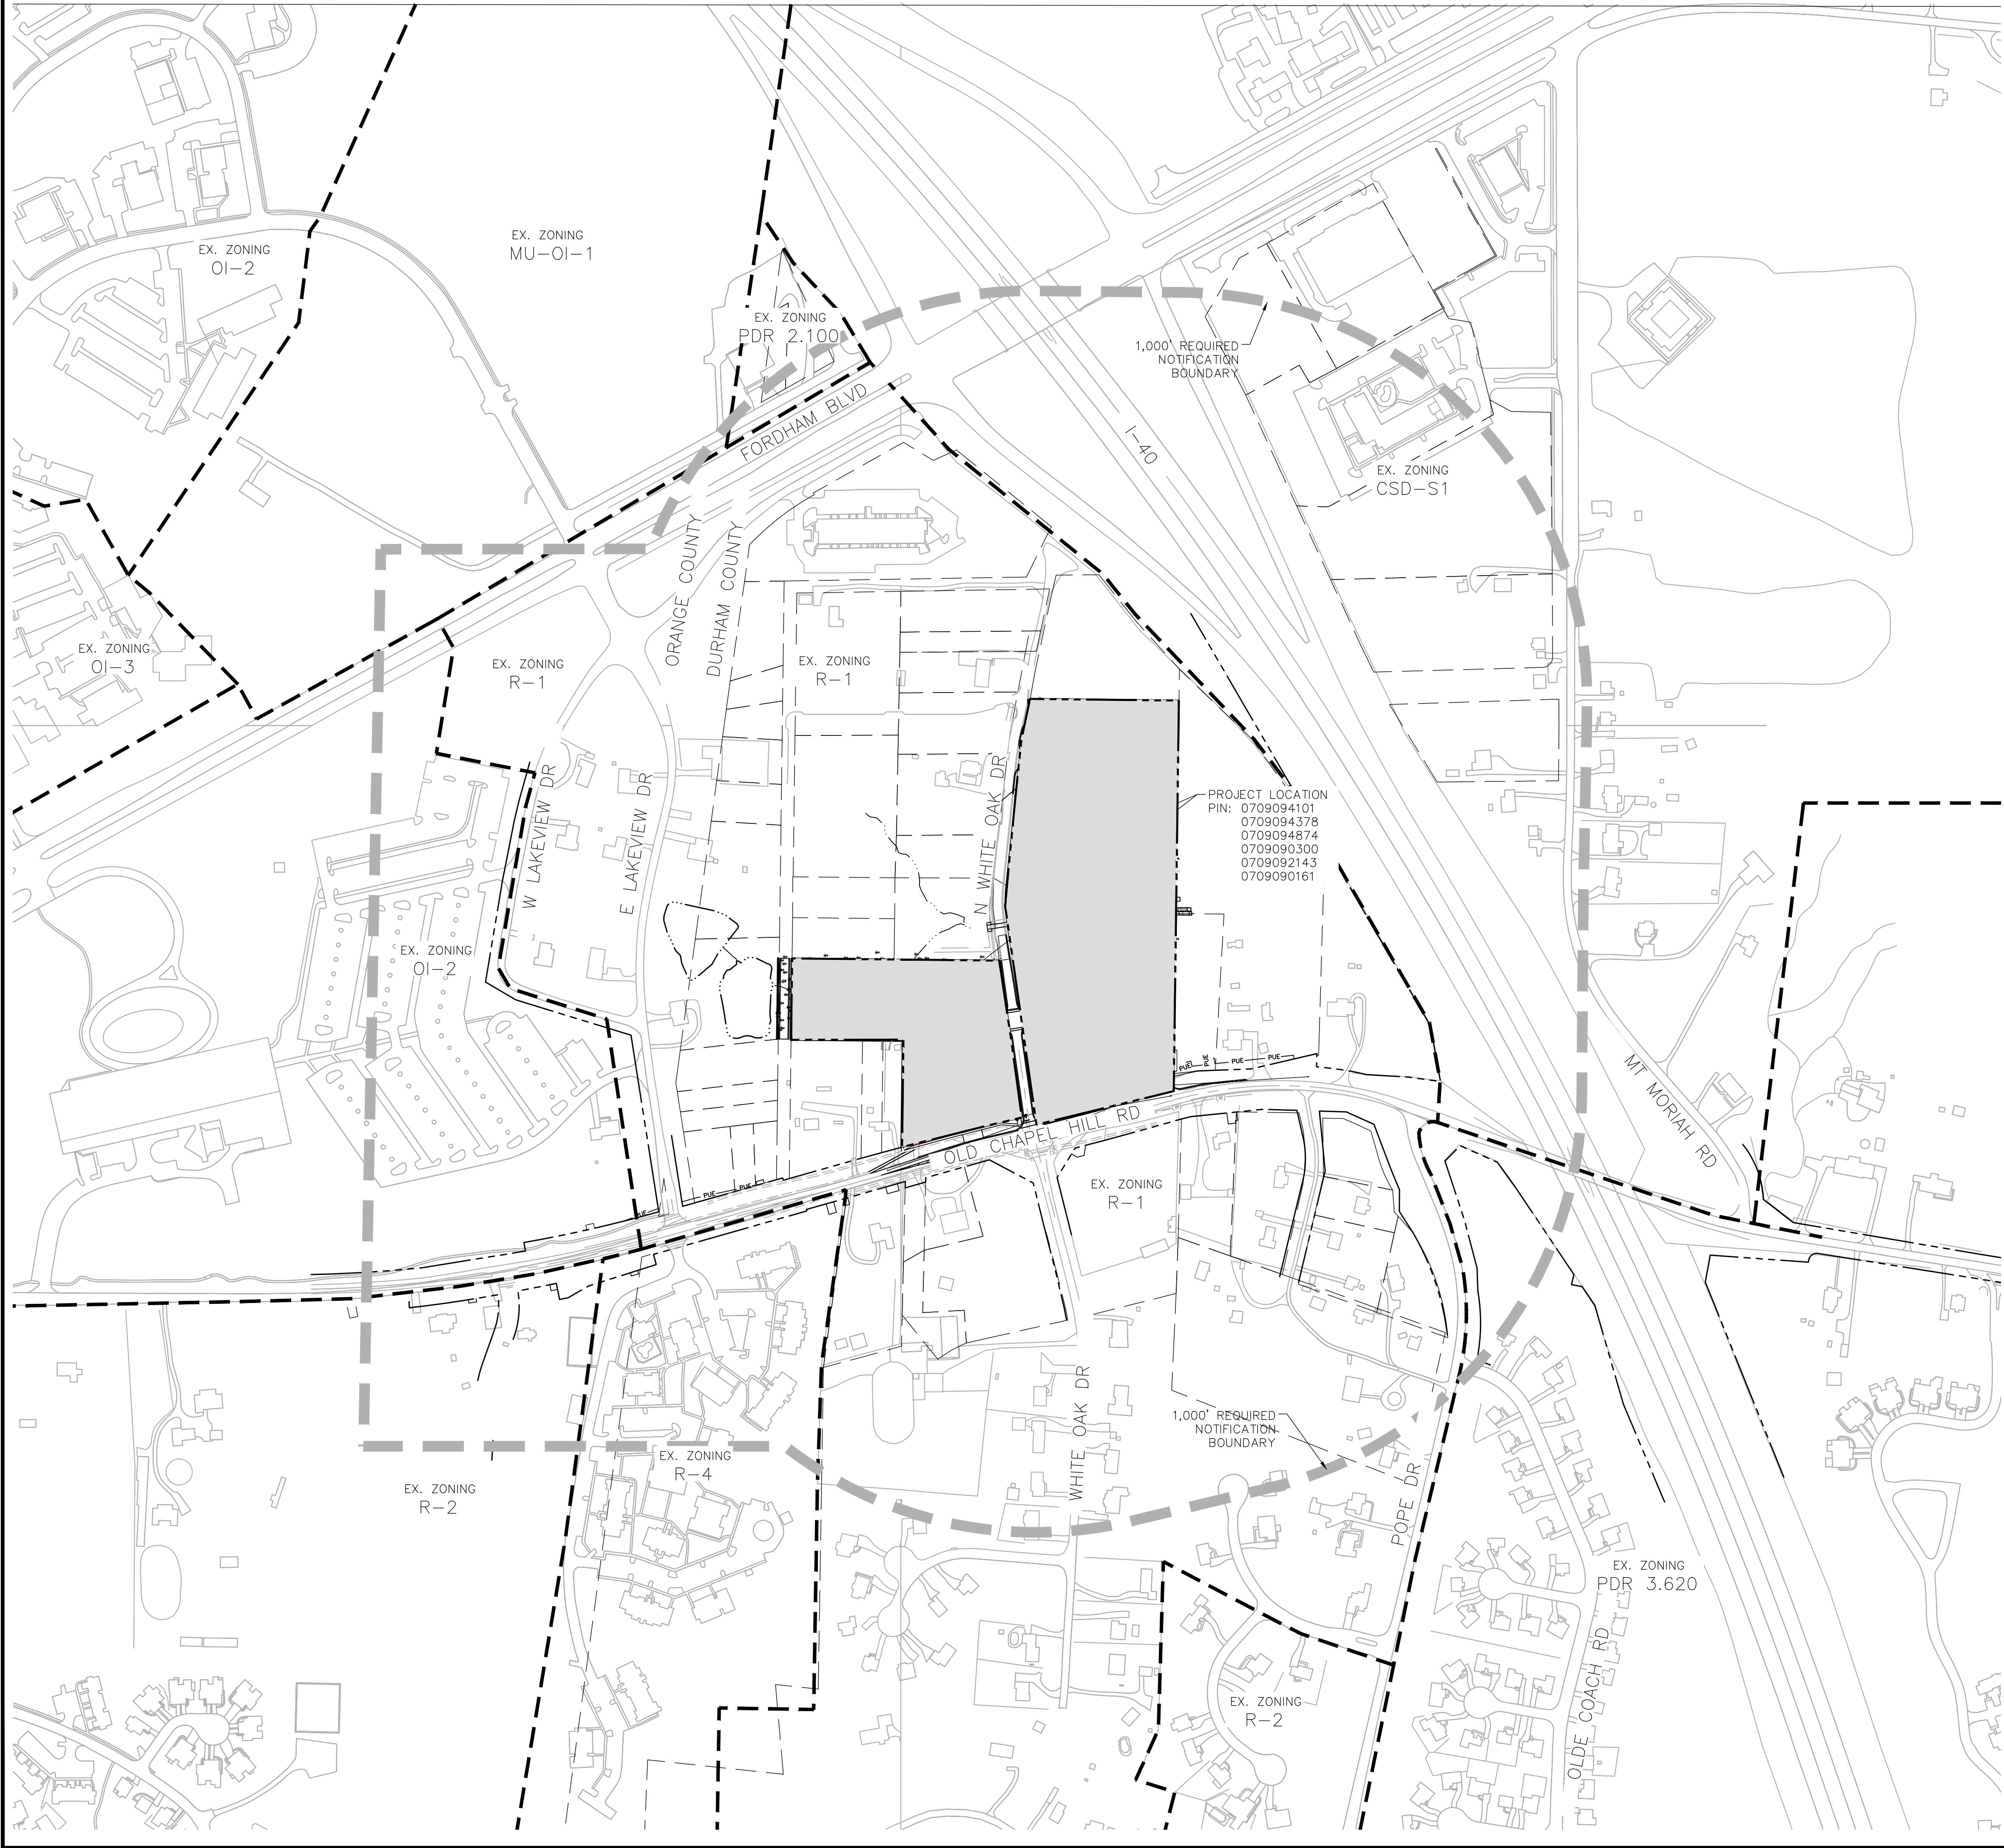 EX. ZONING
MU-OI-1
EX. ZONING
OI-2
EX. ZONING
PDR 2.100
1,000' REQUIRED
NOTIFICATION
BOUNDARY
FORDHAM BLVD
I-40
EX. ZONING
CSD-S1
ORANGE COUNTY
DURHAM COUNTY
EX. ZONING
OI-3
EX. ZONING
R-1
EX. ZONING
R-1
W LAKEVIEW DR
E LAKEVIEW DR
N WHITE OAK DR
PROJECT LOCATION
PIN: 0709094101
0709094378
0709094874
0709090300
0709092143
0709090161
EX. ZONING
OI-2
PUE
PUE
PUE
PUE
MT MORIAH RD
OLD CHAPEL HILL RD
PUE
PUE
PUE
EX. ZONING
R-1
WHITE OAK DR
1,000' REQUIRED
NOTIFICATION
BOUNDARY
EX. ZONING
R-4
EX. ZONING
R-2
POPE DR
EX. ZONING
PDR 3.620
OLDE COACH RD
EX. ZONING
R-2